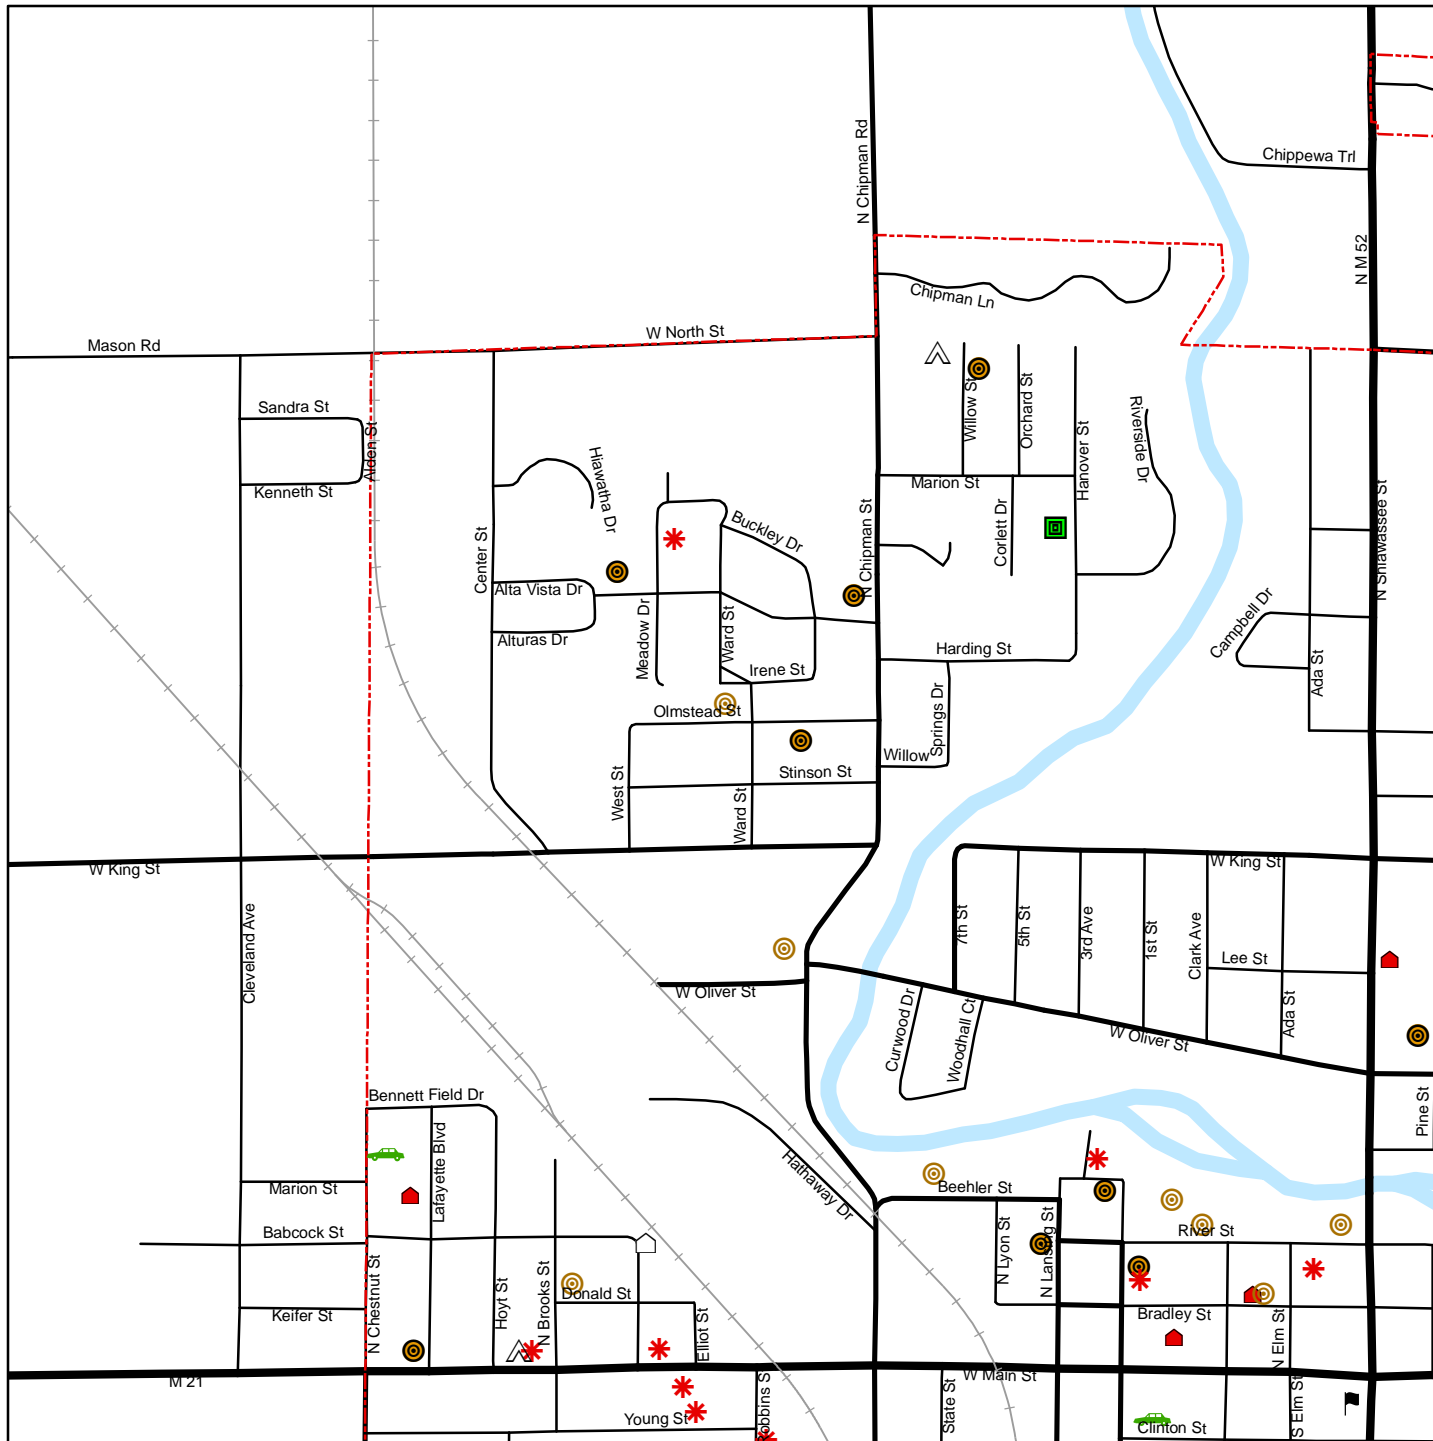 N Chipman Rd
Chippewa Trl
N M 52
Chipman Ln
W North St
Mason Rd
Sandra St
Alden St
Kenneth St
Willow St
Orchard St
Hanover St
Riverside Dr
Hiawatha Dr
Marion St
Buckley Dr
N Chipman St
Corlett Dr
N Shiawassee St
Center St
Alta Vista Dr
Alturas Dr
Meadow Dr
Ward St
Irene St
Harding St
Campbell Dr
Ada St
Olmstead St
Springs Dr
Willow
Stinson St
West St
Ward St
W King St
W King St
Cleveland Ave
7th St
5th St
3rd Ave
1st St
Clark Ave
Lee St
Ada St
W Oliver St
W Oliver St
Curwood Dr
Woodhall Ct
Pine St
Bennett Field Dr
Lafayette Blvd
Hathaway Dr
Marion St
Beehler St
Babcock St
River St
N Lyon St
N Lansing St
N Chestnut St
Hoyt St
N Brooks St
Donald St
Keifer St
Bradley St
Elliot St
N Elm St
M 21
W Main St
Robbins S
Young St
State St
S Elm St
Clinton St